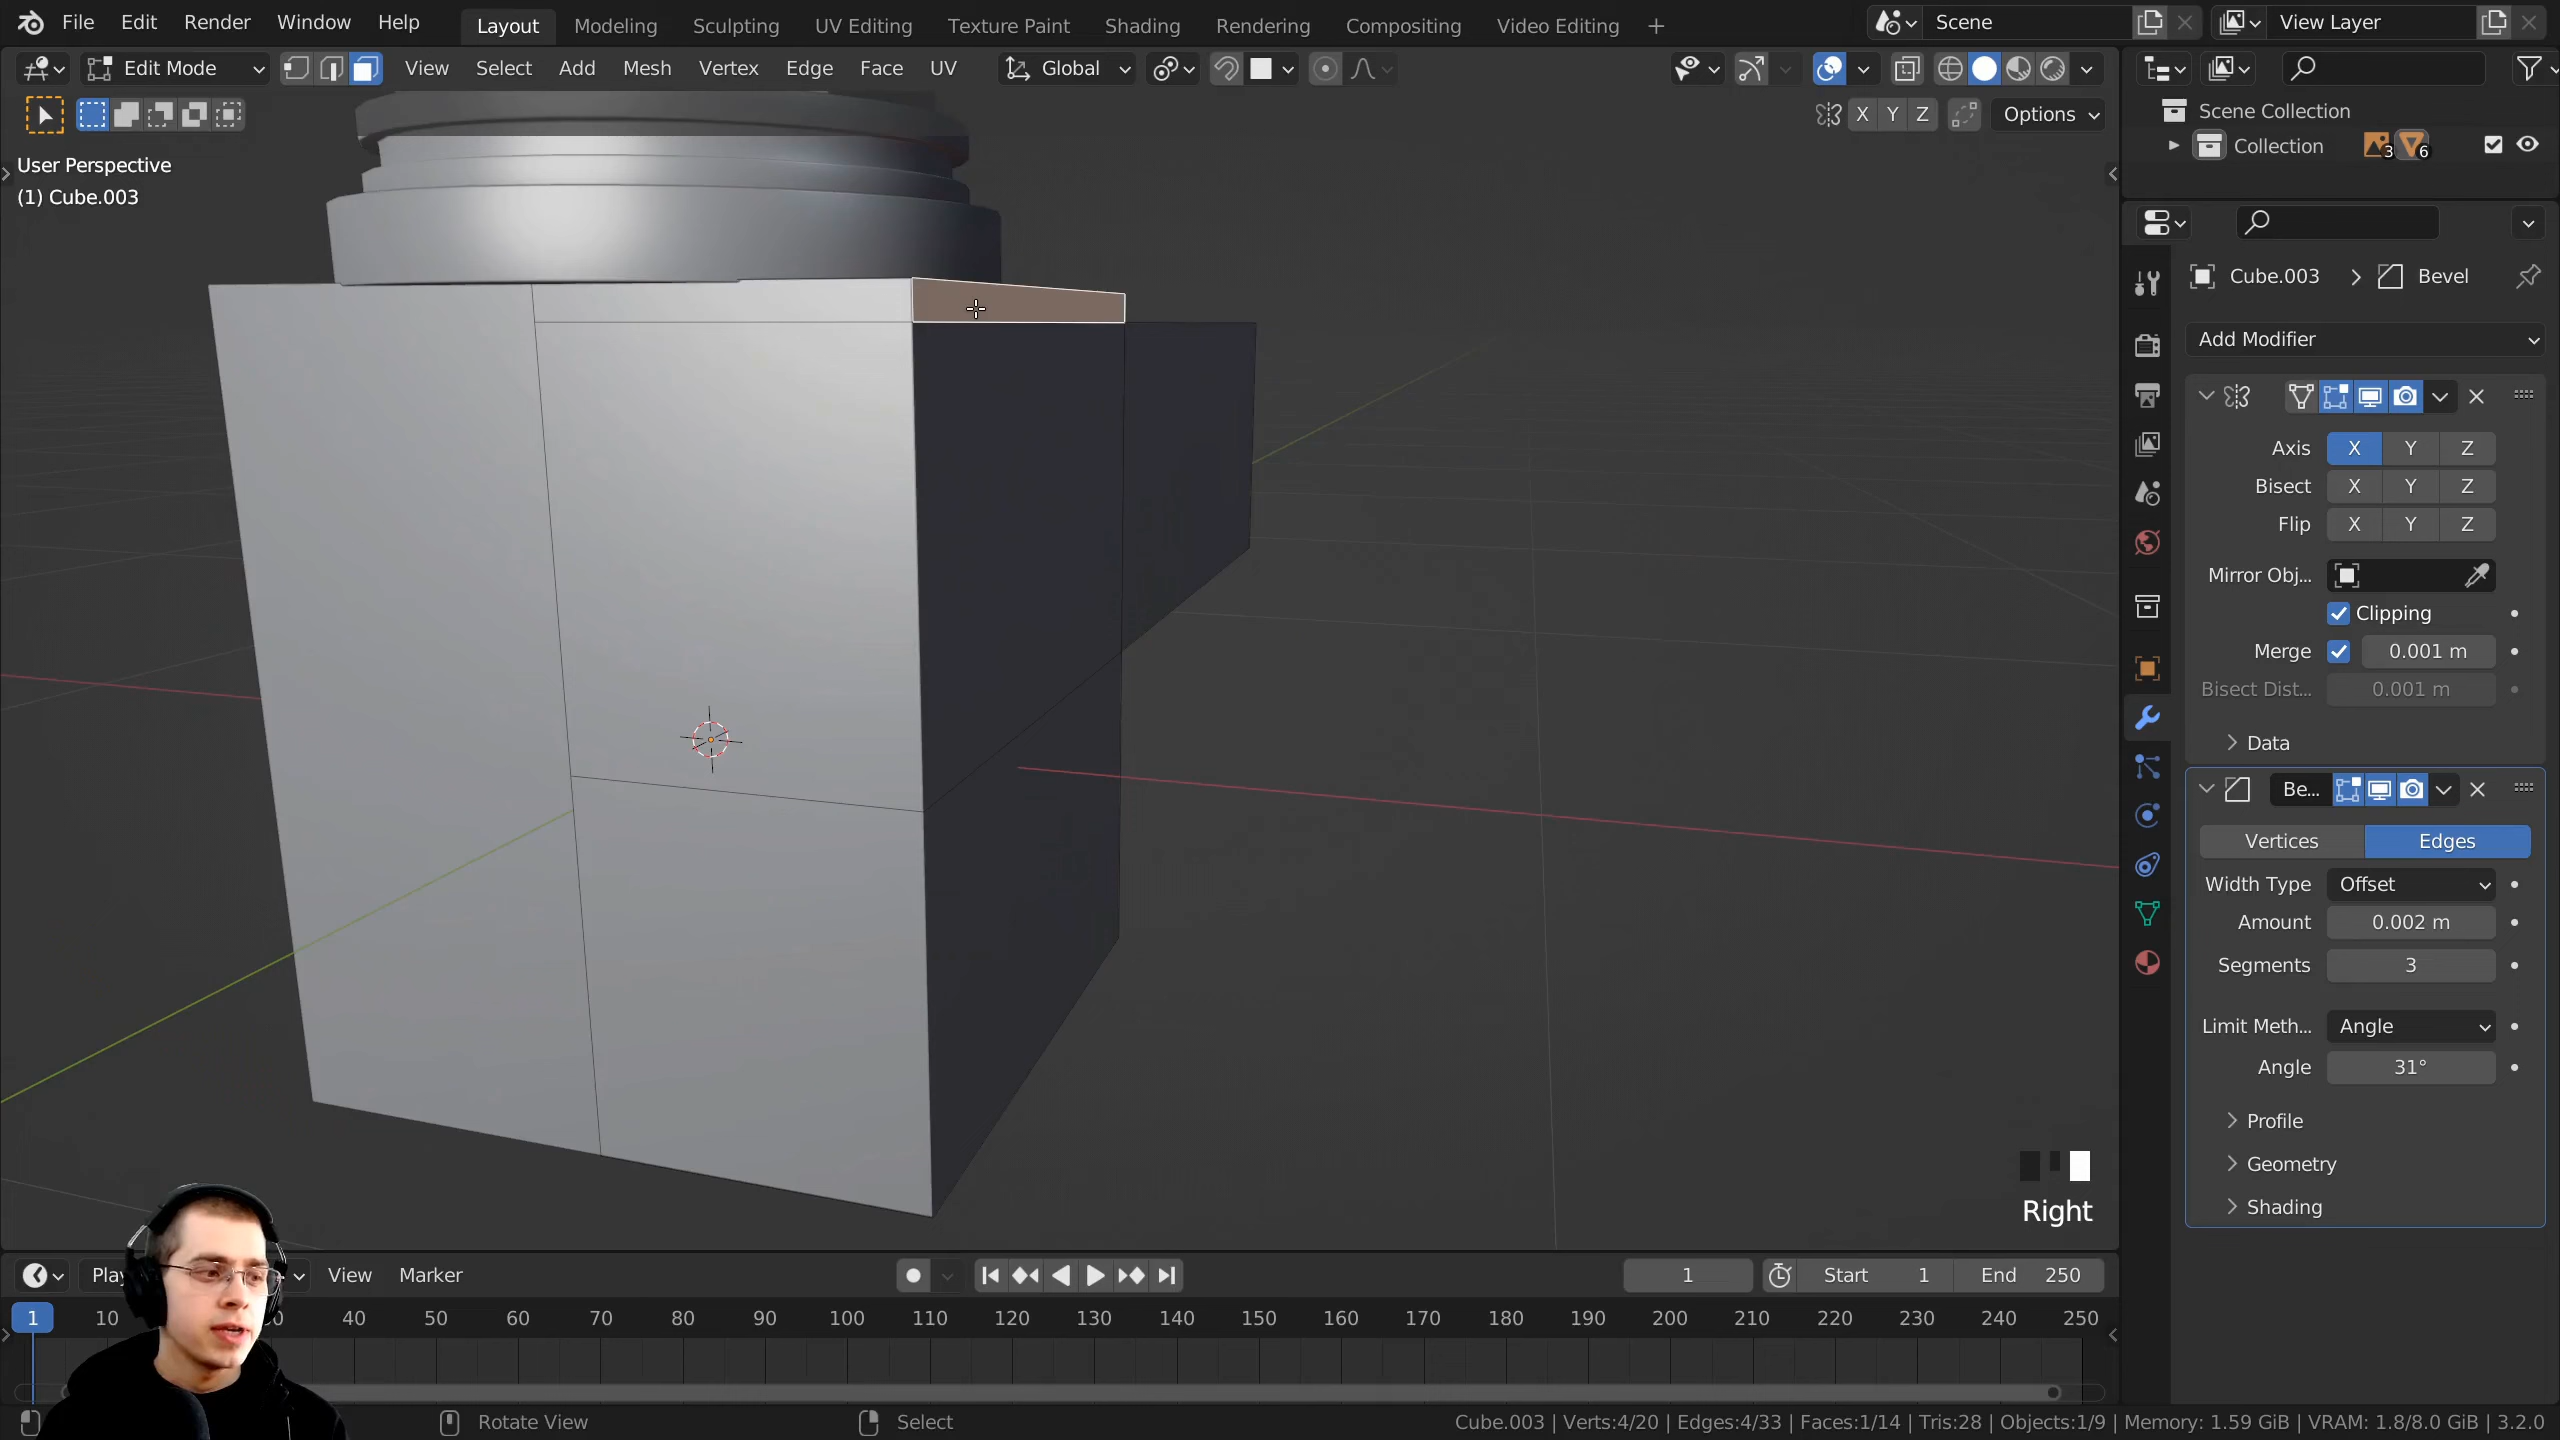 File Edit Render Window Help Layout Modeling Sculpting UV Editing Texture Paint Shading Rendering Compositing Video Editing + Scene View Layer
Edit Mode View Select Add Mesh Vertex Edge Face UV Global
X Y Z Options
User Perspective
(1) Cube.003
Scene Collection
Collection 3 6
Cube.003 > Bevel
Add Modifier
Axis X Y Z
Bisect X Y Z
Flip X Y Z
Mirror Obj...
Clipping
Merge 0.001 m
Bisect Dist... 0.001 m
Data
Be...
Vertices Edges
Width Type Offset
Amount 0.002 m
Segments 3
Limit Meth... Angle
Angle 31°
Profile
Geometry
Shading
Right
View Marker 1 Start 1 End 250
1 10 40 50 60 70 80 90 100 110 120 130 140 150 160 170 180 190 200 210 220 230 240 250
Rotate View Select Cube.003 | Verts:4/20 | Edges:4/33 | Faces:1/14 | Tris:28 | Objects:1/9 | Memory: 1.59 GiB | VRAM: 1.8/8.0 GiB | 3.2.0